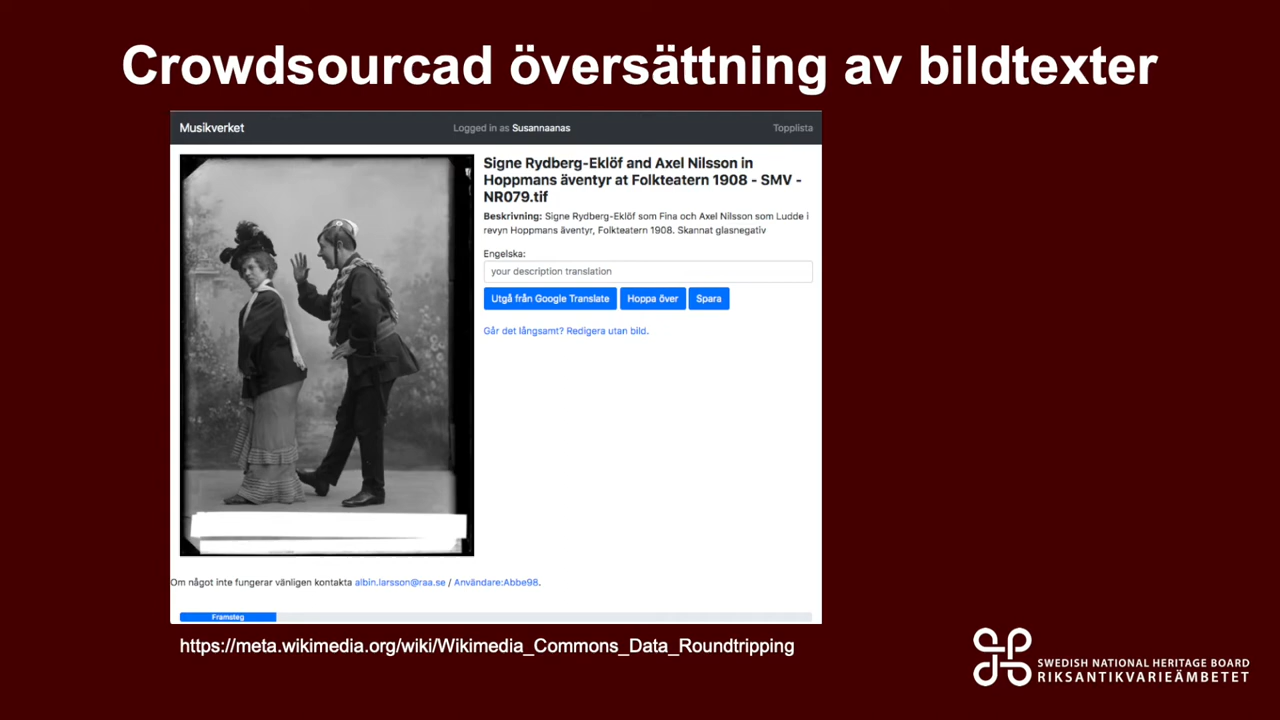 Crowdsourcad översättning av bildtexter
Musikverket
Logged in as Susannaanas
Topplista
Signe Rydberg-Eklöf and Axel Nilsson in
Hoppmans äventyr at Folkteatern 1908 - SMV -
NR079.tif
Beskrivning: Signe Rydberg-Eklöf som Fina och Axel Nilsson som Ludde i
revyn Hoppmans äventyr, Folkteatern 1908. Skannat glasnegativ
Engelska:
your description translation
Utgå från Google Translate
Hoppa över
Spara
Går det långsamt? Redigera utan bild.
Om något inte fungerar vänligen kontakta albin.larsson@raa.se / Användare:Abbe98.
Framsteg
https://meta.wikimedia.org/wiki/Wikimedia_Commons_Data_Roundtripping
SWEDISH NATIONAL HERITAGE BOARD
RIKSANTIKVARIEÄMBETET